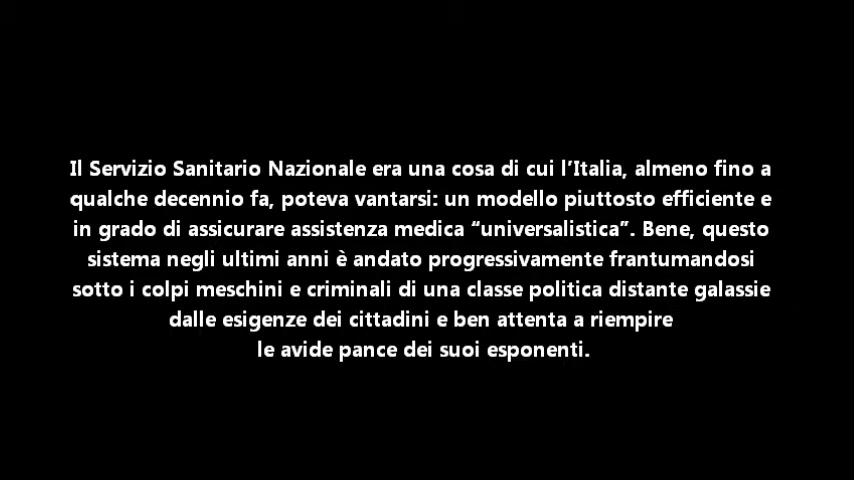 Il Servizio Sanitario Nazionale era una cosa di cui l’Italia, almeno fino a
qualche decennio fa, poteva vantarsi: un modello piuttosto efficiente e
in grado di assicurare assistenza medica “universalistica”. Bene, questo
sistema negli ultimi anni è andato progressivamente frantumandosi
sotto i colpi meschini e criminali di una classe politica distante galassie
dalle esigenze dei cittadini e ben attenta a riempire
le avide pance dei suoi esponenti.